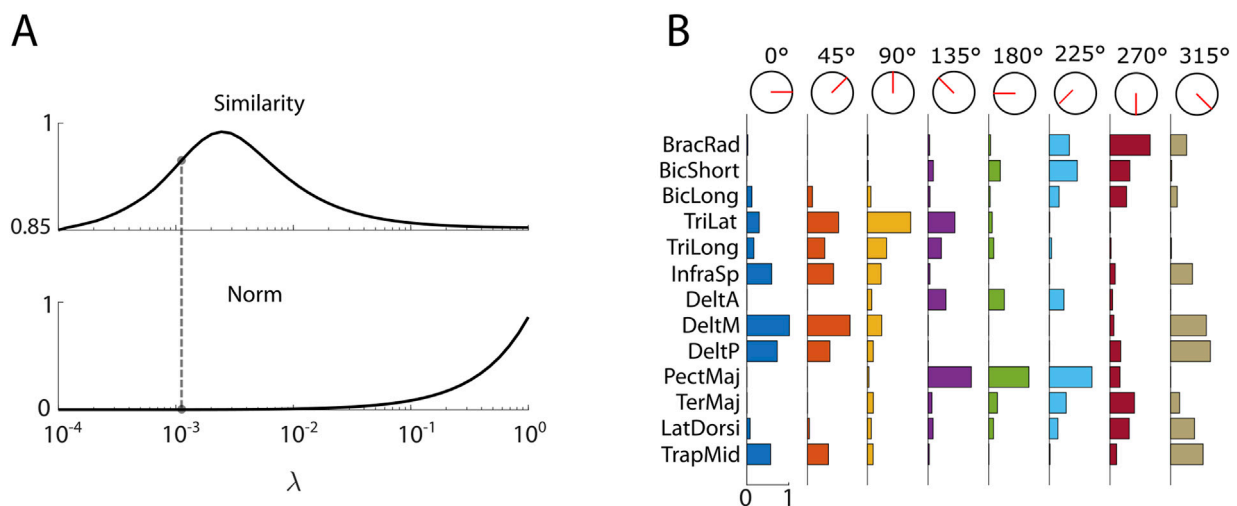 A
Similarity
1
0.85
Norm
1
0
10^-4 10^-3 10^-2 10^-1 10^0
λ
B
0° 45° 90° 135° 180° 225° 270° 315°
BracRad
BicShort
BicLong
TriLat
TriLong
InfraSp
DeltA
DeltM
DeltP
PectMaj
TerMaj
LatDorsi
TrapMid
0 1